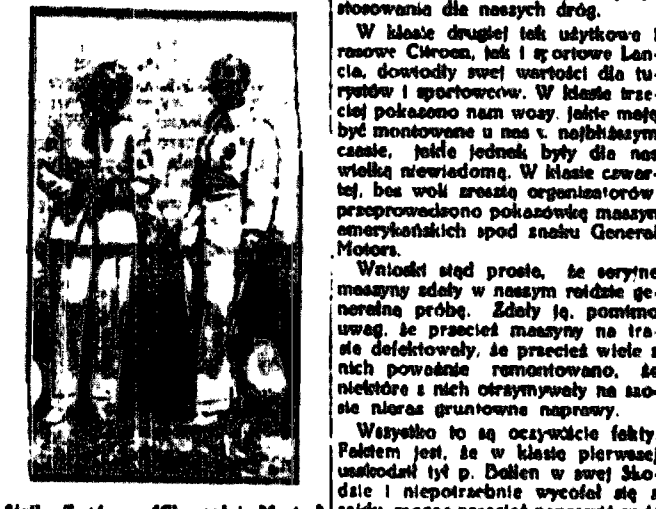 stosowania dla naszych dróg.
W klasie drugiej tak użytkowe i
rasowe Citroen, jak i sportowe Lan-
cia, dowiodły swej wartości dla tu-
rystów i sportowców. W klasie trze-
ciej pokazano nam wozy, jakie mają
być montowane u nas w najbliższym
czasie, jakie jednak były dla nas
wielką niewiadomą. W klasie czwar-
tej, bez woli zresztą organizatorów
przeprowadzono pokazówkę maszyn
amerykańskich spod znaku General
Motors.
Wnioski stąd proste, że seryjne
maszyny zdały w naszym raidzie ge-
neralną próbę. Zdały ją, pomimo
uwag, że przecież maszyny na tra-
sie defektowały, że przecież wiele z
nich poważnie remontowano, że
niektóre z nich otrzymywały na szo-
sie nieraz gruntowne naprawy.
Wszystko to są oczywiście fakty.
Faktem jest, że w klasie pierwszej
uszkodził tył p. Bellen w swej Sko-
dzie i niepotrzebnie wycofał się z